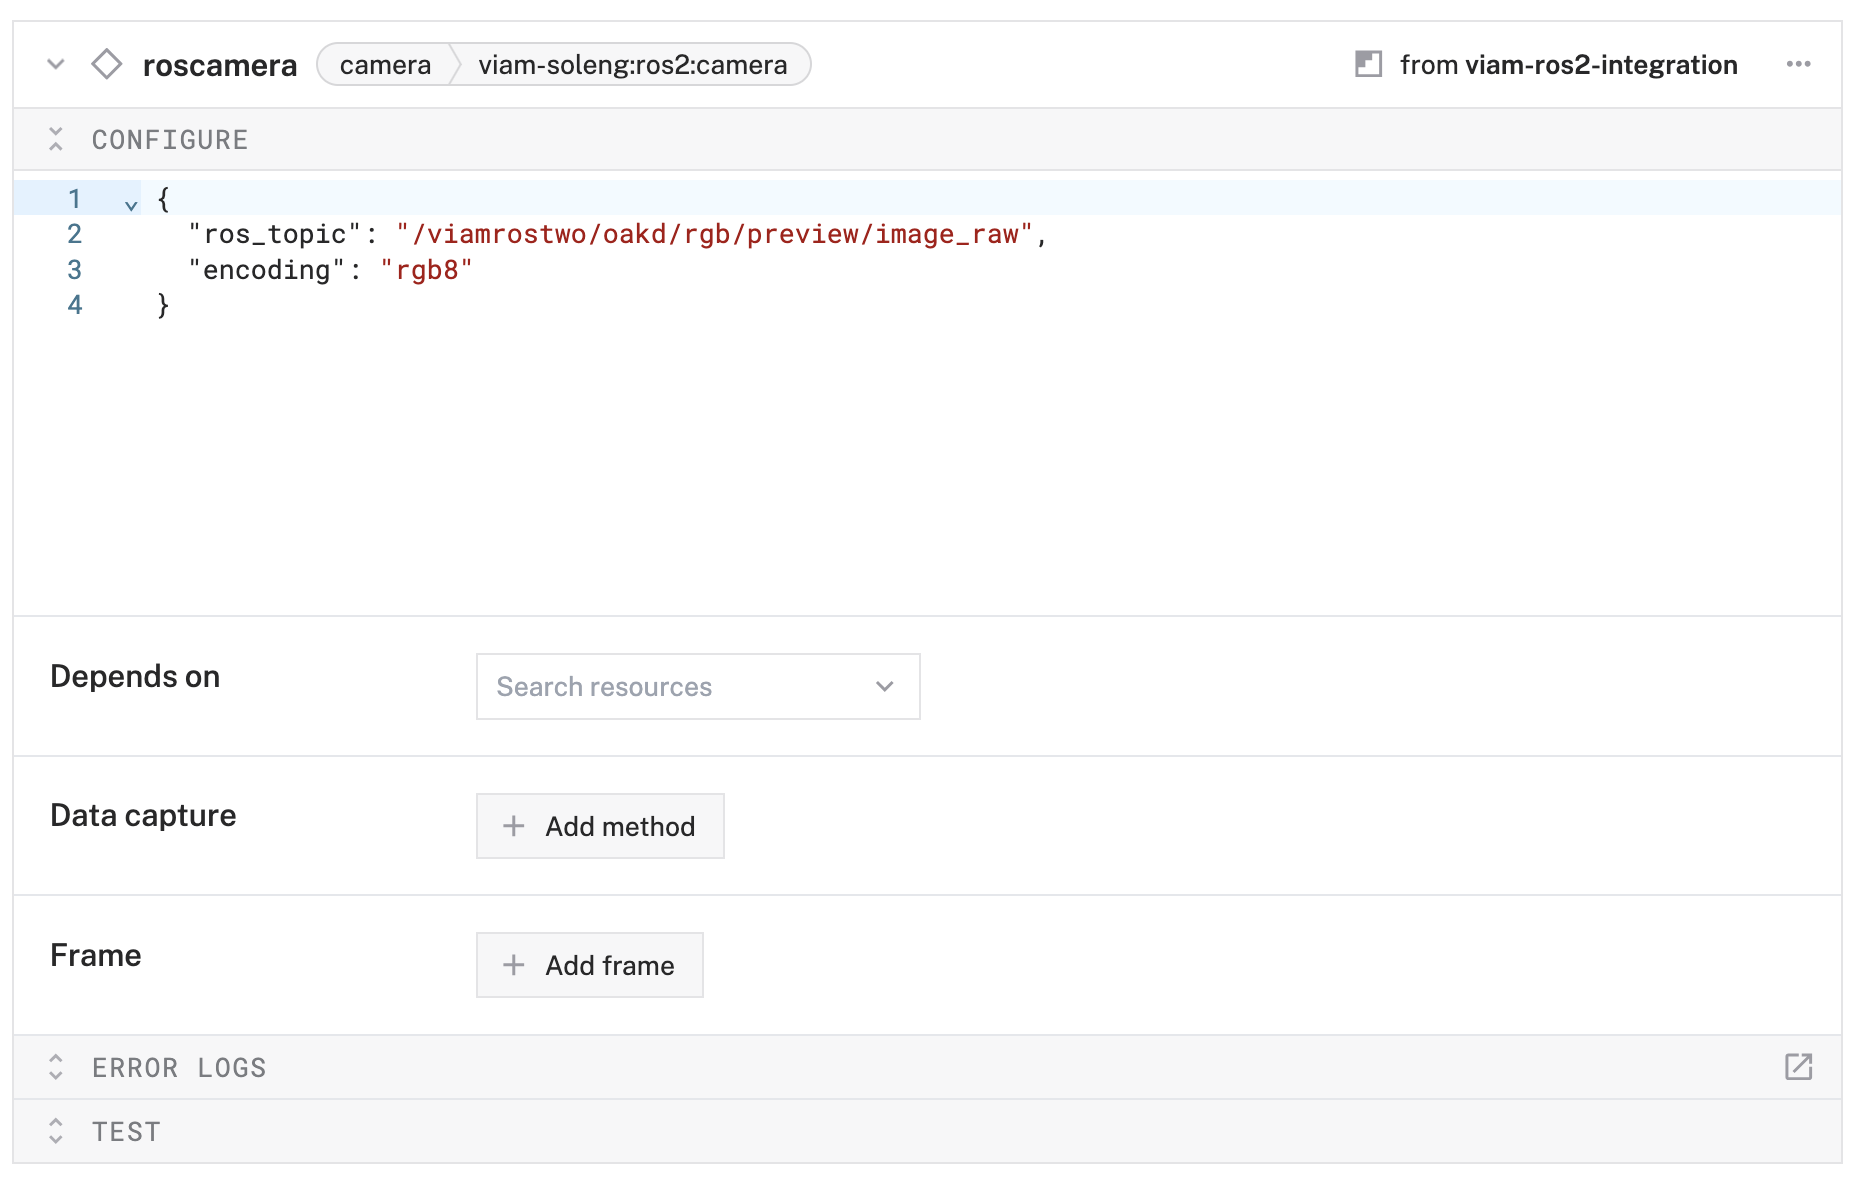 roscamera camera viam-soleng:ros2:camera from viam-ros2-integration
CONFIGURE
1 {
2 "ros_topic": "/viamrostwo/oakd/rgb/preview/image_raw",
3 "encoding": "rgb8"
4 }
Depends on Search resources
Data capture + Add method
Frame + Add frame
ERROR LOGS
TEST